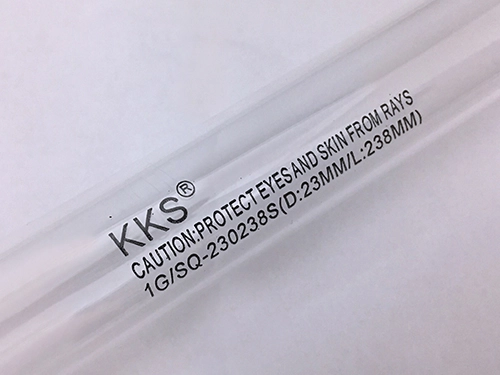 KKS®
CAUTION:PROTECT EYES AND SKIN FROM RAYS
1G/SQ-230238S(D:23MM/L:238MM)